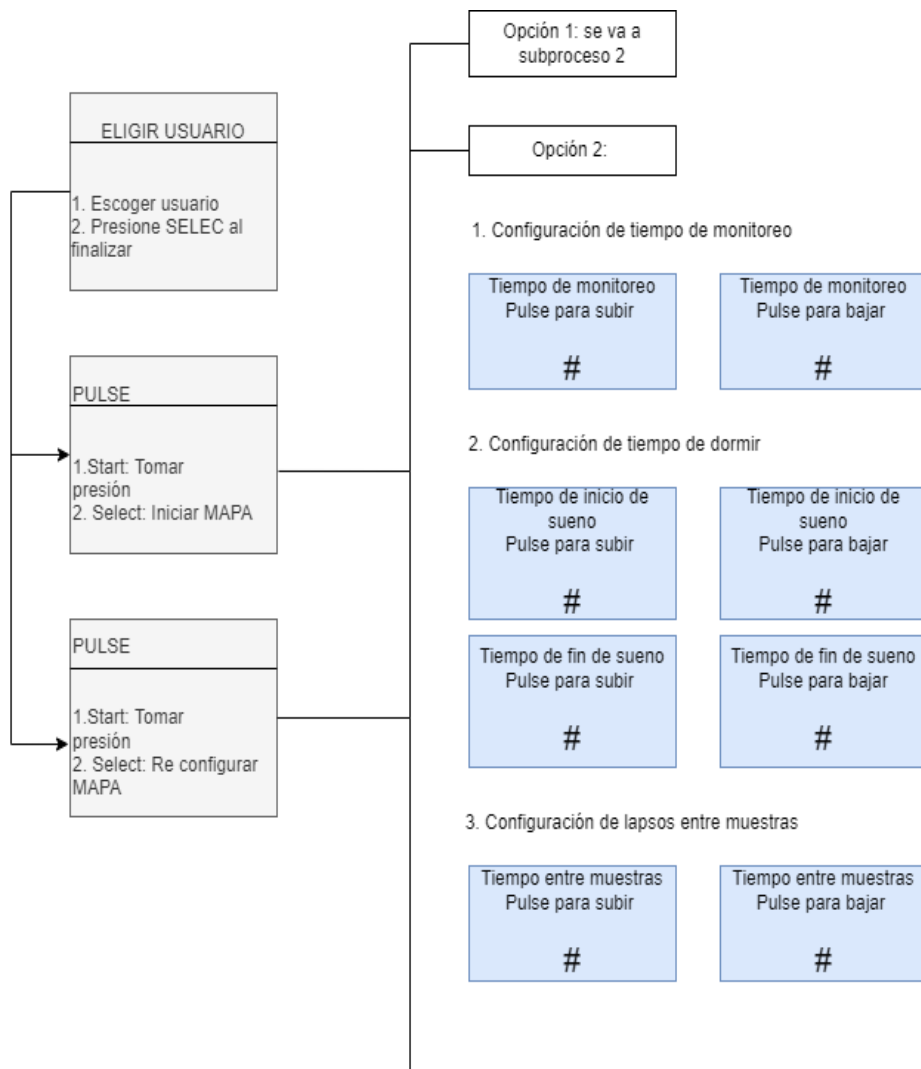 ELIGIR USUARIO
1. Escoger usuario
2. Presione SELEC al
finalizar
PULSE
1.Start: Tomar
presión
2. Select: Iniciar MAPA
PULSE
1.Start: Tomar
presión
2. Select: Re configurar
MAPA
Opción 1: se va a
subproceso 2
Opción 2:
1. Configuración de tiempo de monitoreo
Tiempo de monitoreo
Pulse para subir
#
Tiempo de monitoreo
Pulse para bajar
#
2. Configuración de tiempo de dormir
Tiempo de inicio de
sueno
Pulse para subir
#
Tiempo de inicio de
sueno
Pulse para bajar
#
Tiempo de fin de sueno
Pulse para subir
#
Tiempo de fin de sueno
Pulse para bajar
#
3. Configuración de lapsos entre muestras
Tiempo entre muestras
Pulse para subir
#
Tiempo entre muestras
Pulse para bajar
#